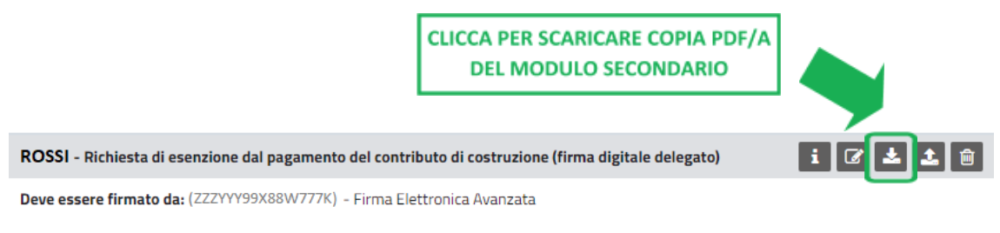 CLICCA PER SCARICARE COPIA PDF/A
DEL MODULO SECONDARIO
ROSSI - Richiesta di esenzione dal pagamento del contributo di costruzione (firma digitale delegato)
Deve essere firmato da: (ZZZYYY99X88W777K) - Firma Elettronica Avanzata